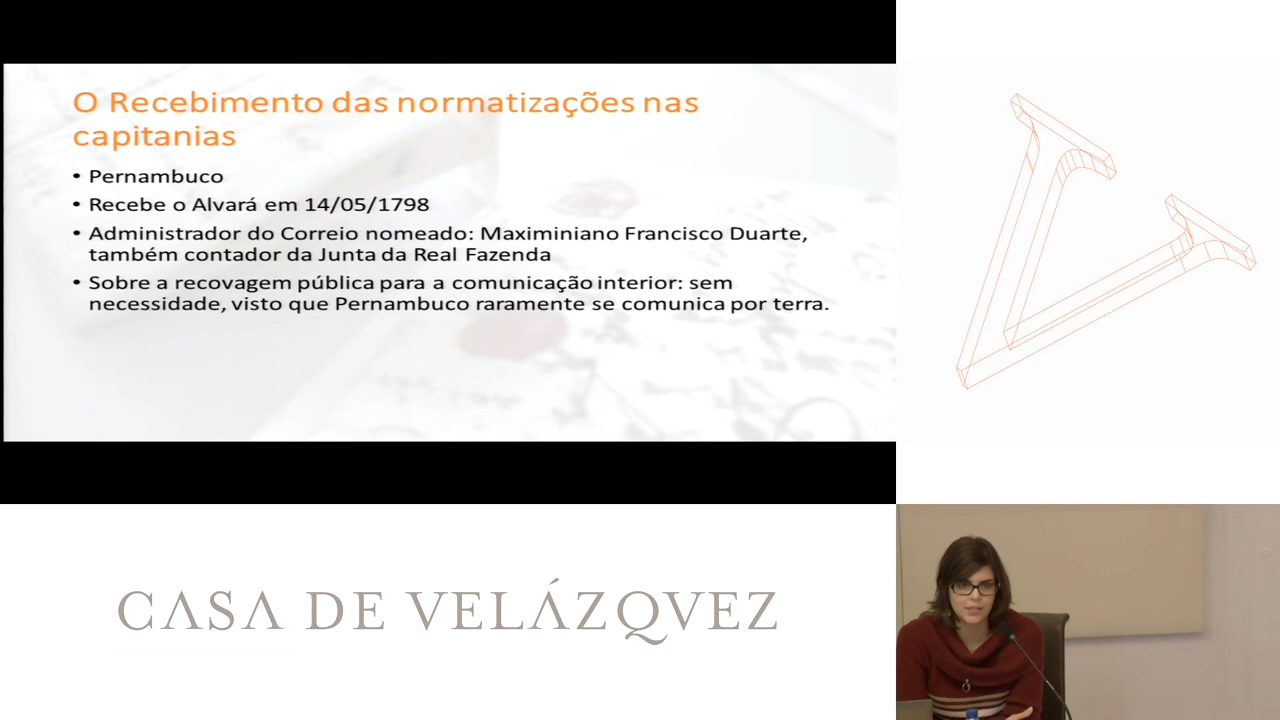 O Recebimento das normatizações nas
capitanias
• Pernambuco
• Recebe o Alvará em 14/05/1798
• Administrador do Correio nomeado: Maximiniano Francisco Duarte,
também contador da Junta da Real Fazenda
• Sobre a recovagem pública para a comunicação interior: sem
necessidade, visto que Pernambuco raramente se comunica por terra.
CASA DE VELÁZQVEZ